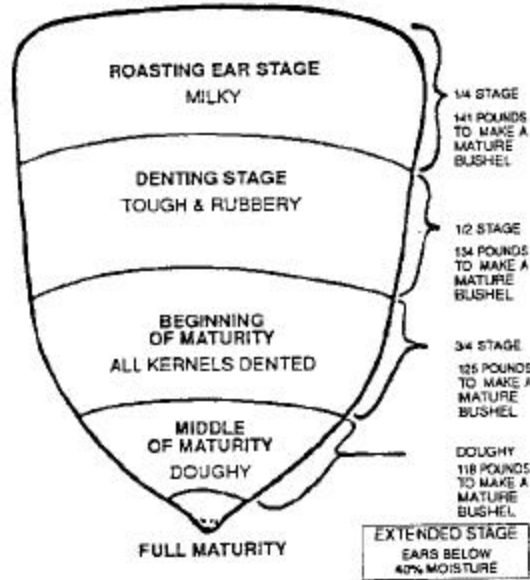 ROASTING EAR STAGE
MILKY
1/4 STAGE
141 POUNDS
TO MAKE A
MATURE
BUSHEL
DENTING STAGE
TOUGH & RUBBERY
1/2 STAGE
134 POUNDS
TO MAKE A
MATURE
BUSHEL
BEGINNING
OF MATURITY
ALL KERNELS DENTED
3/4 STAGE
125 POUNDS
TO MAKE A
MATURE
BUSHEL
MIDDLE
OF MATURITY
DOUGHY
DOUGHY
118 POUNDS
TO MAKE A
MATURE
BUSHEL
FULL MATURITY
EXTENDED STAGE
EARS BELOW
40% MOISTURE